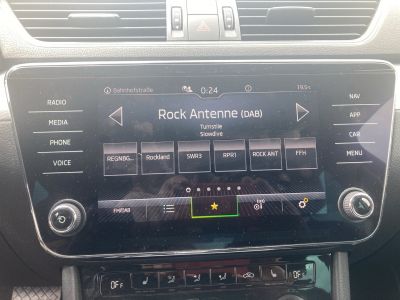 Bahnhofstraße 0:24 19.5°
RADIO
MEDIA
PHONE
VOICE
Rock Antenne (DAB)
Turnstile
Slowdive
REGNBG... Rockland SWR3 RPR1 ROCK ANT FFH
FM/DAB
NAV
APP
CAR
MENU
OFF
OFF